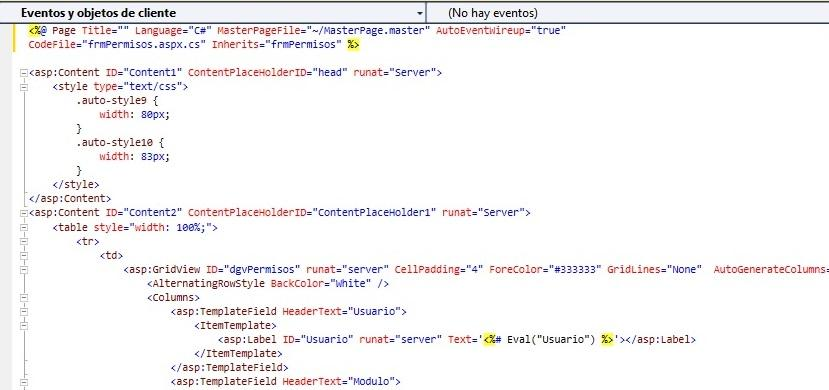 Eventos y objetos de cliente
(No hay eventos)
<%@ Page Title="" Language="C#" MasterPageFile="~/MasterPage.master" AutoEventWireup="true"
CodeFile="frmPermisos.aspx.cs" Inherits="frmPermisos" %>
<asp:Content ID="Content1" ContentPlaceHolderID="head" runat="Server">
<style type="text/css">
.auto-style9 {
width: 80px;
}
.auto-style10 {
width: 83px;
}
</style>
</asp:Content>
<asp:Content ID="Content2" ContentPlaceHolderID="ContentPlaceHolder1" runat="Server">
<table style="width: 100%;">
<tr>
<td>
<asp:GridView ID="dgvPermisos" runat="server" CellPadding="4" ForeColor="#333333" GridLines="None" AutoGenerateColumns=
<AlternatingRowStyle BackColor="White" />
<Columns>
<asp:TemplateField HeaderText="Usuario">
<ItemTemplate>
<asp:Label ID="Usuario" runat="server" Text='<%# Eval("Usuario") %>'></asp:Label>
</ItemTemplate>
</asp:TemplateField>
<asp:TemplateField HeaderText="Modulo">